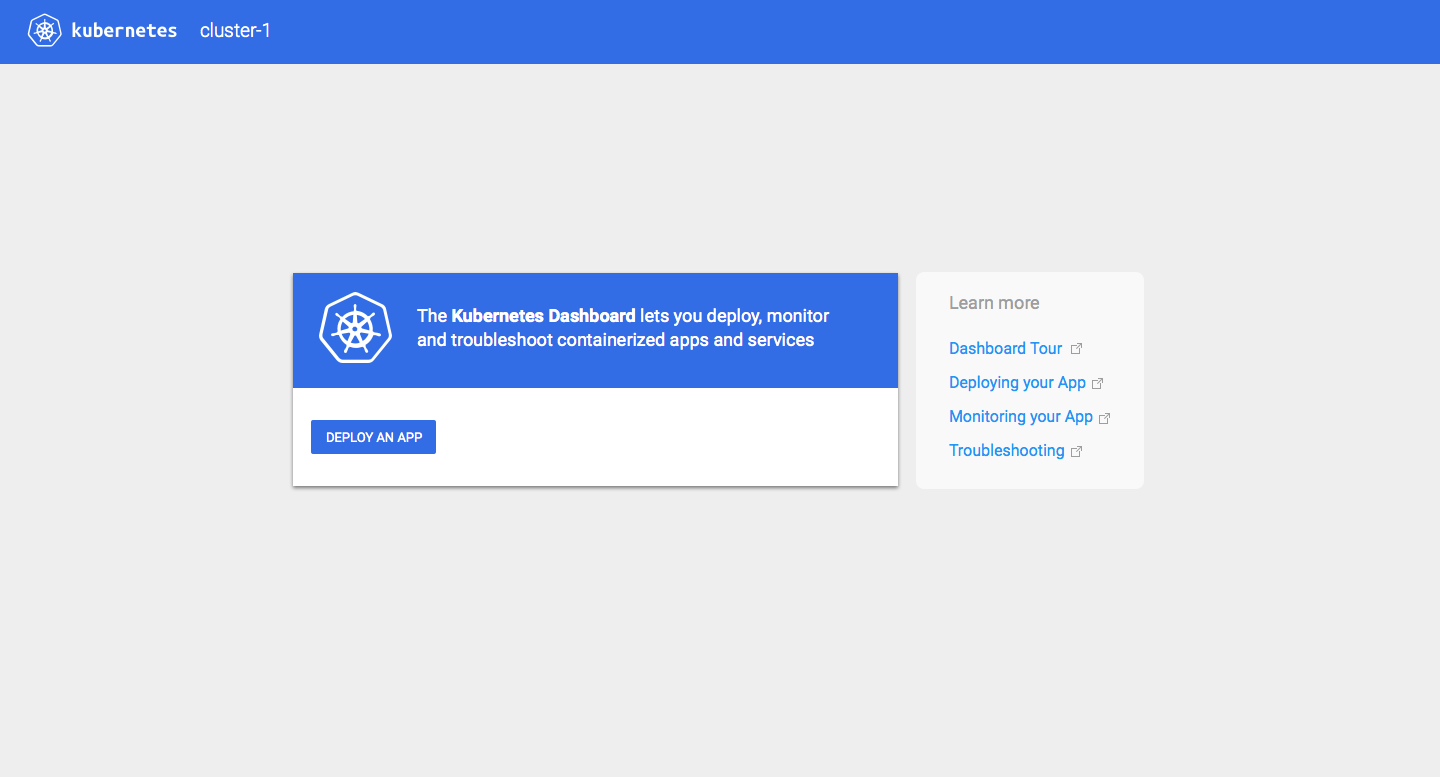 kubernetes cluster-1
The Kubernetes Dashboard lets you deploy, monitor
and troubleshoot containerized apps and services
DEPLOY AN APP
Learn more
Dashboard Tour
Deploying your App
Monitoring your App
Troubleshooting